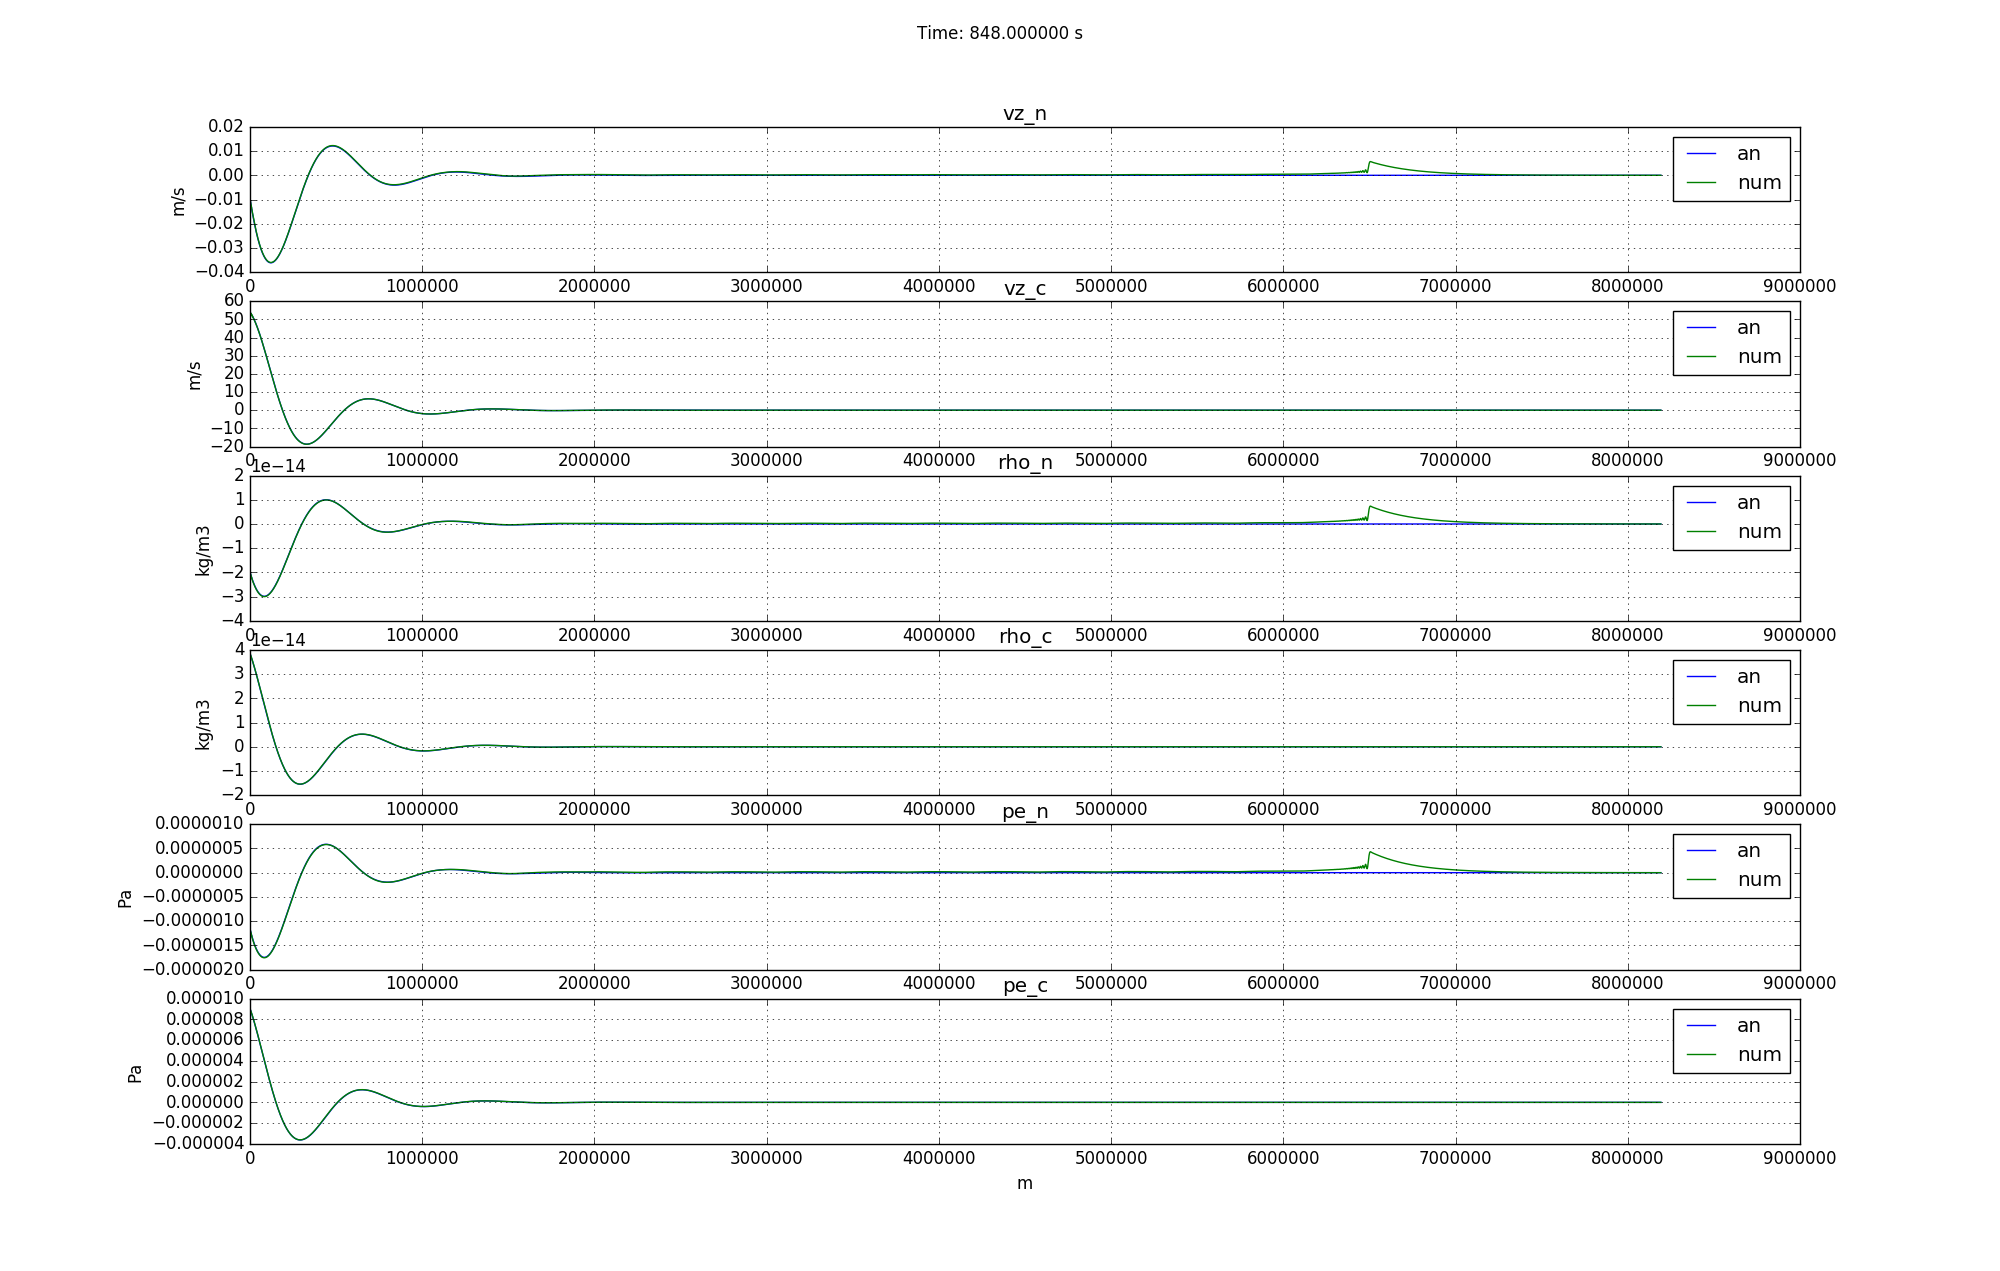 Time: 848.000000 s
vz_n
0.02
0.01
0.00
−0.01
−0.02
−0.03
−0.04
m/s
an
num
0 1000000 2000000 3000000 4000000 5000000 6000000 7000000 8000000 9000000
vz_c
60
50
40
30
20
10
0
−10
−20
m/s
an
num
0 1000000 2000000 3000000 4000000 5000000 6000000 7000000 8000000 9000000
1e−14
rho_n
2
1
0
−1
−2
−3
−4
kg/m3
an
num
0 1000000 2000000 3000000 4000000 5000000 6000000 7000000 8000000 9000000
1e−14
rho_c
4
3
2
1
0
−1
−2
kg/m3
an
num
0 1000000 2000000 3000000 4000000 5000000 6000000 7000000 8000000 9000000
pe_n
0.0000010
0.0000005
0.0000000
−0.0000005
−0.0000010
−0.0000015
−0.0000020
Pa
an
num
0 1000000 2000000 3000000 4000000 5000000 6000000 7000000 8000000 9000000
pe_c
0.000010
0.000008
0.000006
0.000004
0.000002
0.000000
−0.000002
−0.000004
Pa
an
num
0 1000000 2000000 3000000 4000000 5000000 6000000 7000000 8000000 9000000
m